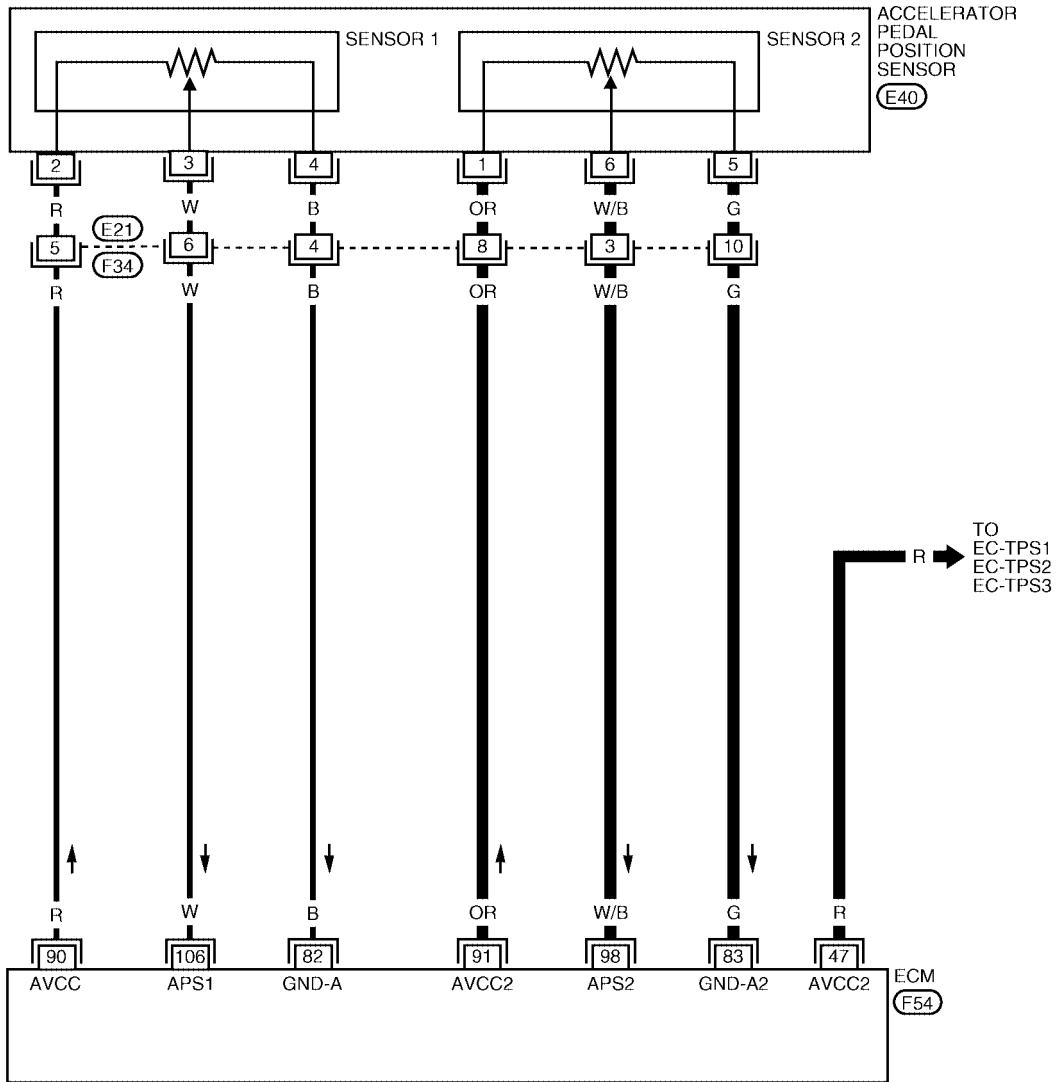 ACCELERATOR
PEDAL
POSITION
SENSOR
E40
SENSOR 1
SENSOR 2
2 3 4 1 6 5
R W B OR W/B G
E21
5 6 4 8 3 10
F34
R W B OR W/B G
TO
EC-TPS1
EC-TPS2
EC-TPS3
R
R W B OR W/B G R
90 106 82 91 98 83 47
AVCC APS1 GND-A AVCC2 APS2 GND-A2 AVCC2
ECM
F54